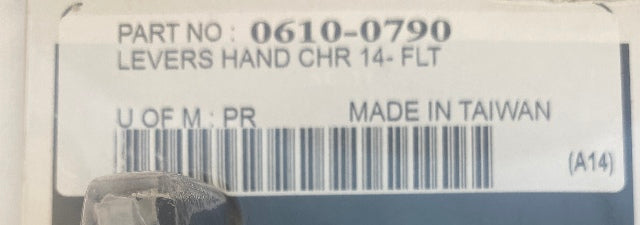 PART NO : 0610-0790
LEVERS HAND CHR 14- FLT
U OF M : PR MADE IN TAIWAN
(A14)